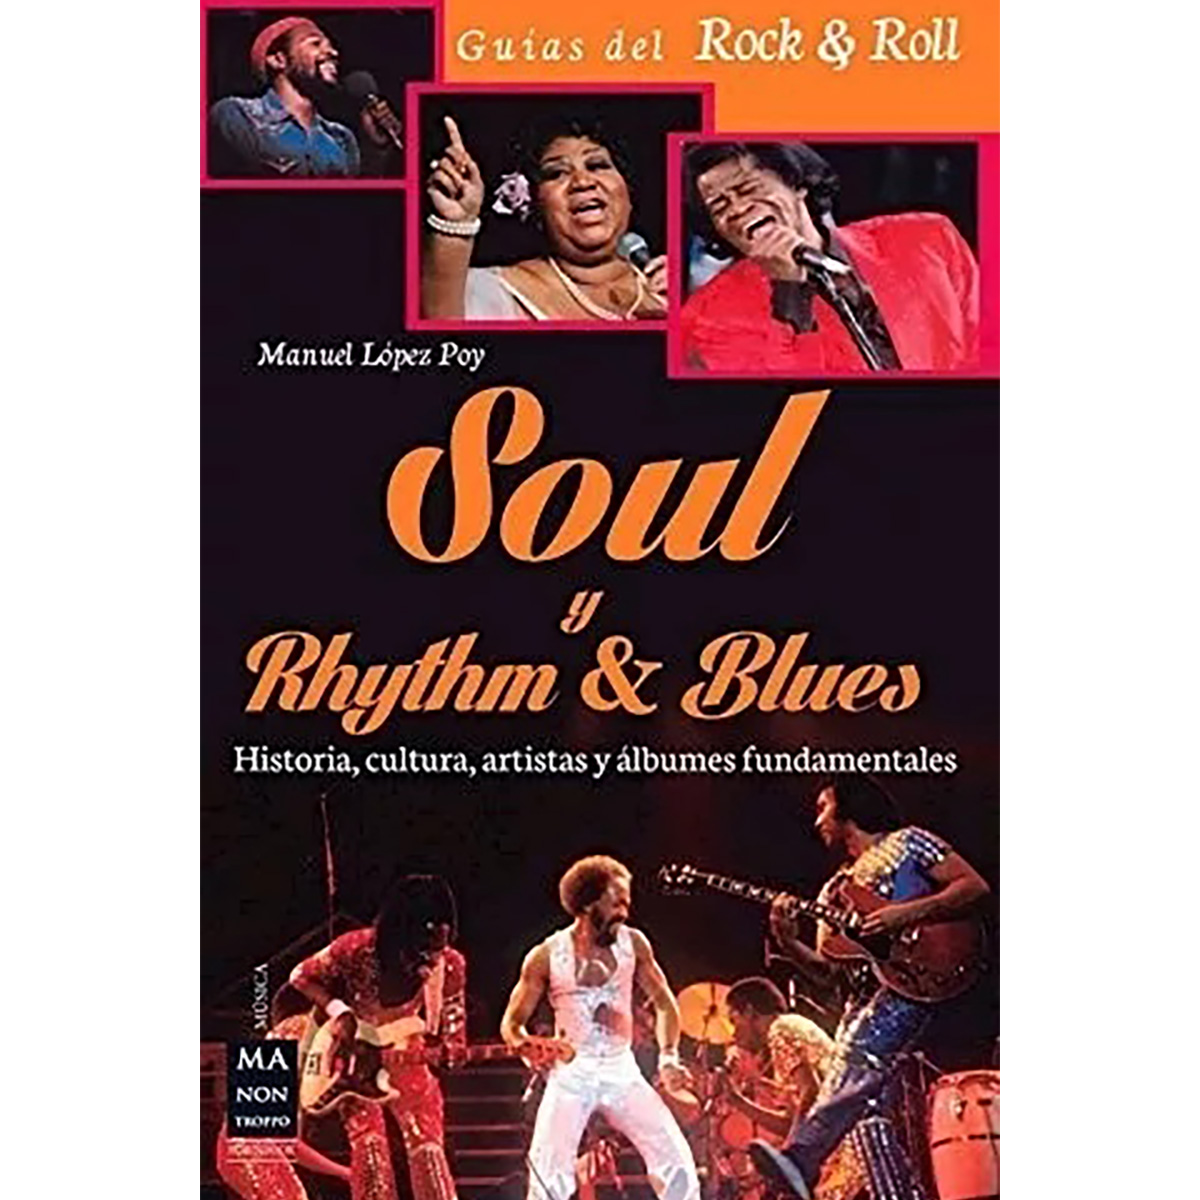 Guías del Rock & Roll
Manuel López Poy
Soul
y
Rhythm & Blues
Historia, cultura, artistas y álbumes fundamentales
MÚSICA
MA
NON
TROPPO